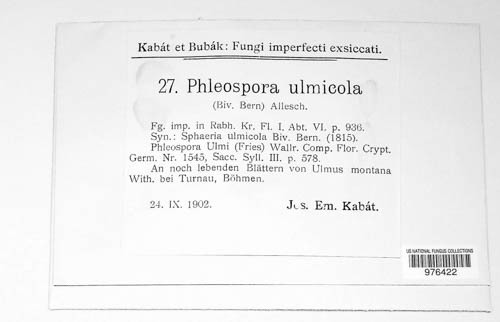 Kabát et Bubák: Fungi imperfecti exsiccati.
27. Phleospora ulmicola
(Biv. Bern) Allesch.
Fg. imp. in Rabh. Kr. Fl. I, Abt. VI. p. 936.
Syn.: Sphaeria ulmicola Biv. Bern. (1815).
Phleospora Ulmi (Fries) Wallr. Comp. Flor. Crypt.
Germ. Nr. 1545, Sacc. Syll. III. p. 578.
An noch lebenden Blättern von Ulmus montana
With. bei Turnau, Böhmen.
24. IX. 1902. Jos. Em. Kabát.
US NATIONAL FUNGUS COLLECTIONS
976422